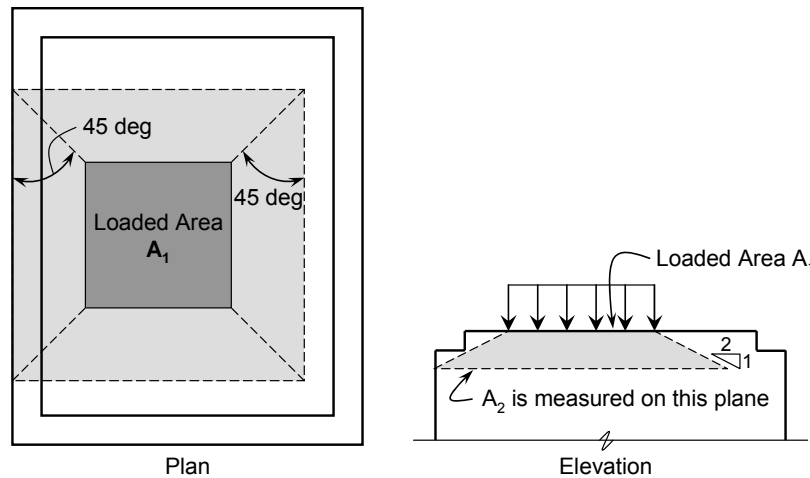 45 deg
45 deg
Loaded Area
A₁
Loaded Area A
2
1
A₂ is measured on this plane
Plan
Elevation